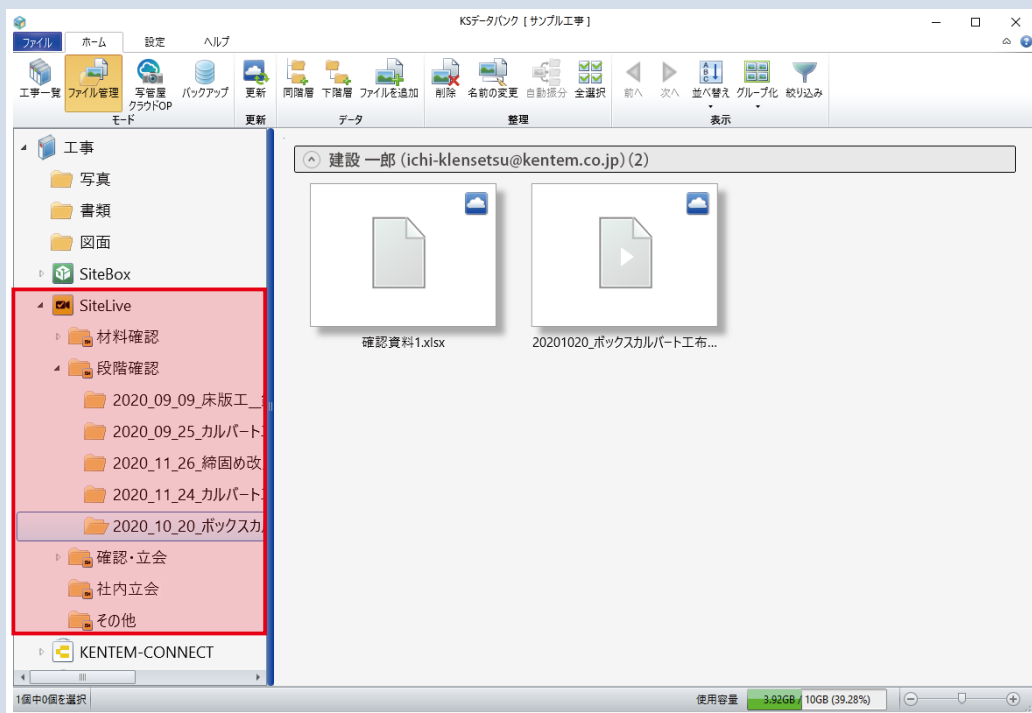 KSデータバンク [ サンプル工事 ]
ファイル ホーム 設定 ヘルプ
工事一覧 ファイル管理 写管屋クラウドOP バックアップ 更新 同階層 下階層 ファイルを追加 削除 名前の変更 自動振分 全選択 前へ 次へ 並べ替え グループ化 絞り込み
モード 更新 データ 整理 表示
工事
写真
書類
図面
SiteBox
SiteLive
材料確認
段階確認
2020_09_09_床版工__
2020_09_25_カルバート
2020_11_26_締固め改
2020_11_24_カルバート
2020_10_20_ボックスカ
確認・立会
社内立会
その他
KENTEM-CONNECT
建設 一郎 (ichi-klensetsu@kentem.co.jp) (2)
確認資料1.xlsx
20201020_ボックスカルバート工布...
1個中0個を選択
使用容量 3.92GB / 10GB (39.28%)